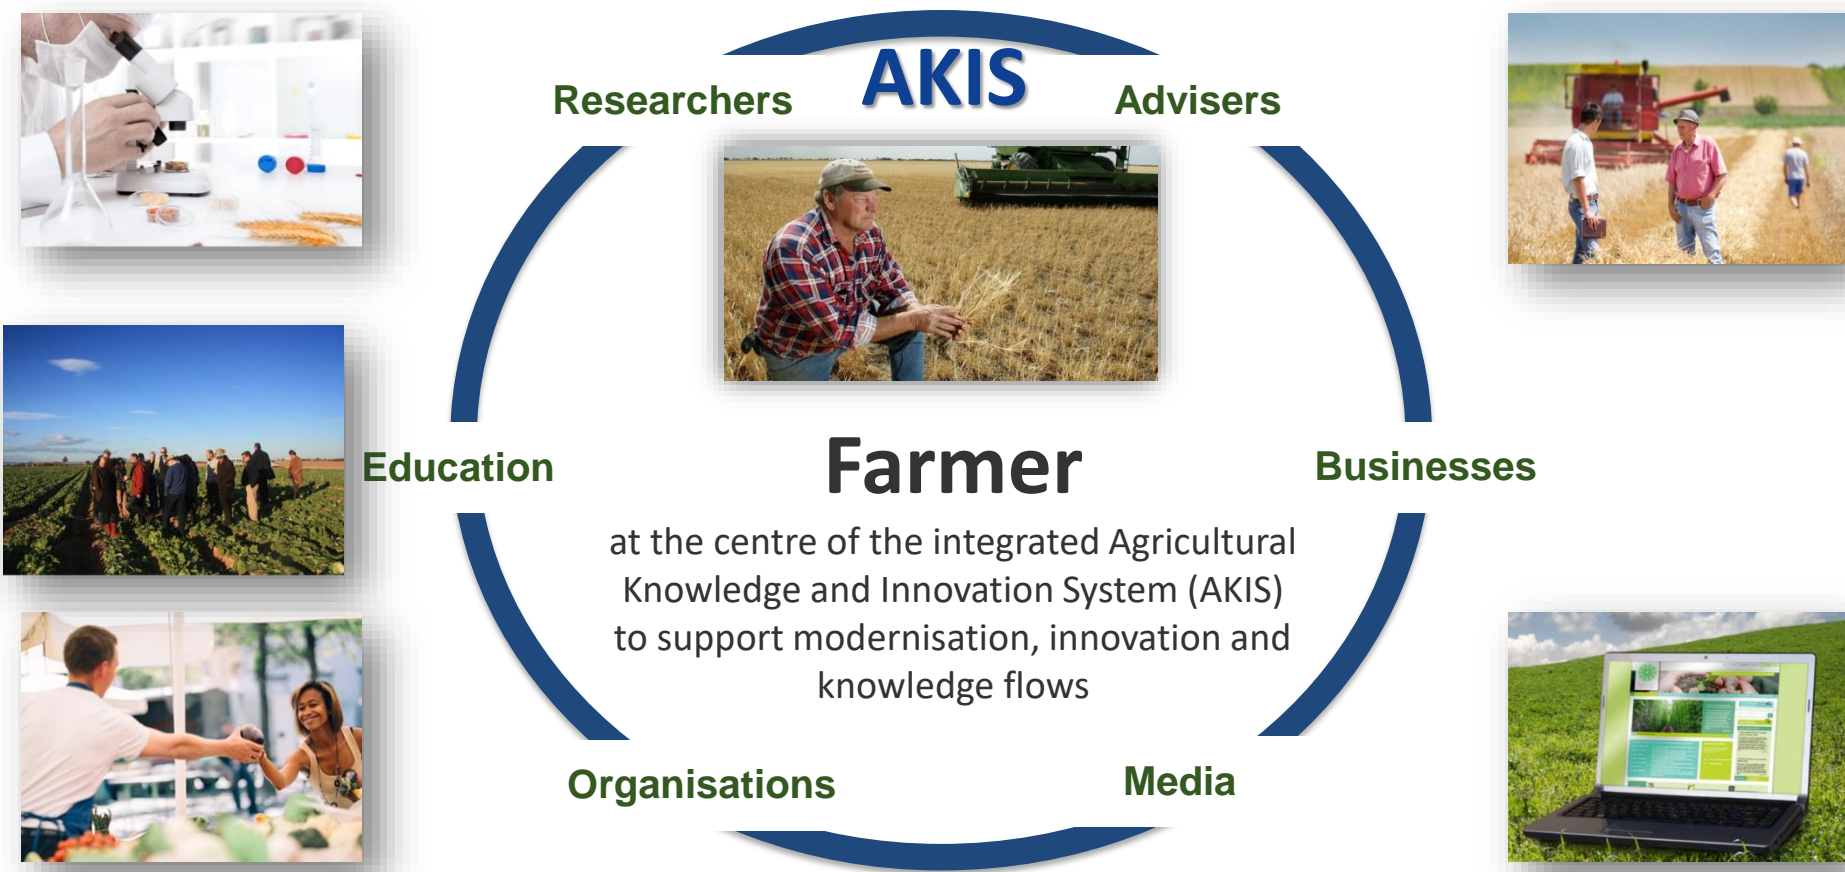 AKIS
Researchers
Advisers
Education
Farmer
Businesses
at the centre of the integrated Agricultural
Knowledge and Innovation System (AKIS)
to support modernisation, innovation and
knowledge flows
Organisations
Media